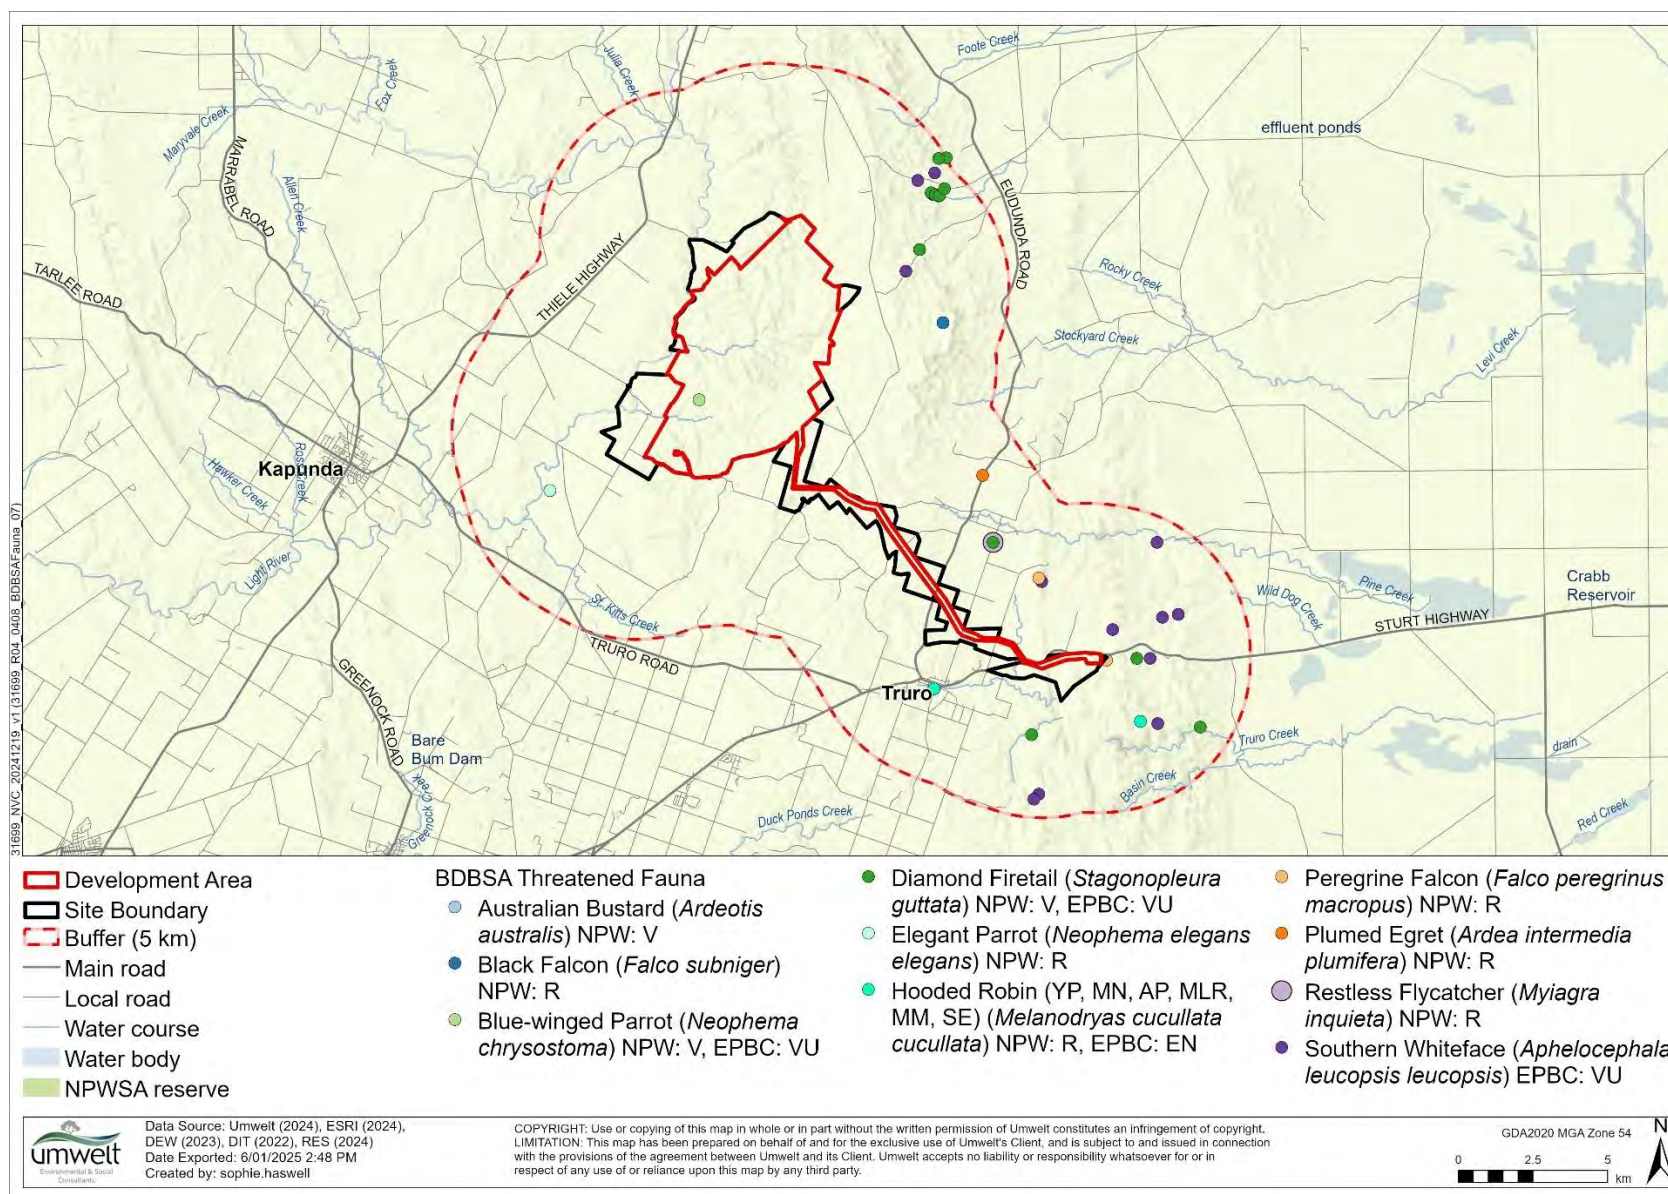 Foote Creek
Julia Creek
Fox Creek
Maryvale Creek
effluent ponds
MARRABEL ROAD
Allen Creek
EUDUNDA ROAD
THIELE HIGHWAY
TARLEE ROAD
Rocky Creek
Stockyard Creek
Levi Creek
Kapunda
Hawker Creek
Light River
St. Kitts Creek
Pine Creek
Wild Dog Creek
Crabb
Reservoir
STURT HIGHWAY
TRURO ROAD
GREENOCK ROAD
Truro
Bare
Bum Dam
Truro Creek
drain
Basin Creek
Greenock Creek
Duck Ponds Creek
Red Creek
31699_NVC_20241219_v1 (31699_R04_0408_BDBSAFauna_07)
Development Area
Site Boundary
Buffer (5 km)
Main road
Local road
Water course
Water body
NPWSA reserve
BDBSA Threatened Fauna
Australian Bustard (Ardeotis
australis) NPW: V
Black Falcon (Falco subniger)
NPW: R
Blue-winged Parrot (Neophema
chrysostoma) NPW: V, EPBC: VU
Diamond Firetail (Stagonopleura
guttata) NPW: V, EPBC: VU
Elegant Parrot (Neophema elegans
elegans) NPW: R
Hooded Robin (YP, MN, AP, MLR,
MM, SE) (Melanodryas cucullata
cucullata) NPW: R, EPBC: EN
Peregrine Falcon (Falco peregrinus
macropus) NPW: R
Plumed Egret (Ardea intermedia
plumifera) NPW: R
Restless Flycatcher (Myiagra
inquieta) NPW: R
Southern Whiteface (Aphelocephala
leucopsis leucopsis) EPBC: VU
umwelt
Environmental & Social
Consultants
Data Source: Umwelt (2024), ESRI (2024),
DEW (2023), DIT (2022), RES (2024)
Date Exported: 6/01/2025 2:48 PM
Created by: sophie.haswell
COPYRIGHT: Use or copying of this map in whole or in part without the written permission of Umwelt constitutes an infringement of copyright.
LIMITATION: This map has been prepared on behalf of and for the exclusive use of Umwelt's Client, and is subject to and issued in connection
with the provisions of the agreement between Umwelt and its Client. Umwelt accepts no liability or responsibility whatsoever for or in
respect of any use of or reliance upon this map by any third party.
GDA2020 MGA Zone 54
0 2.5 5
km
N